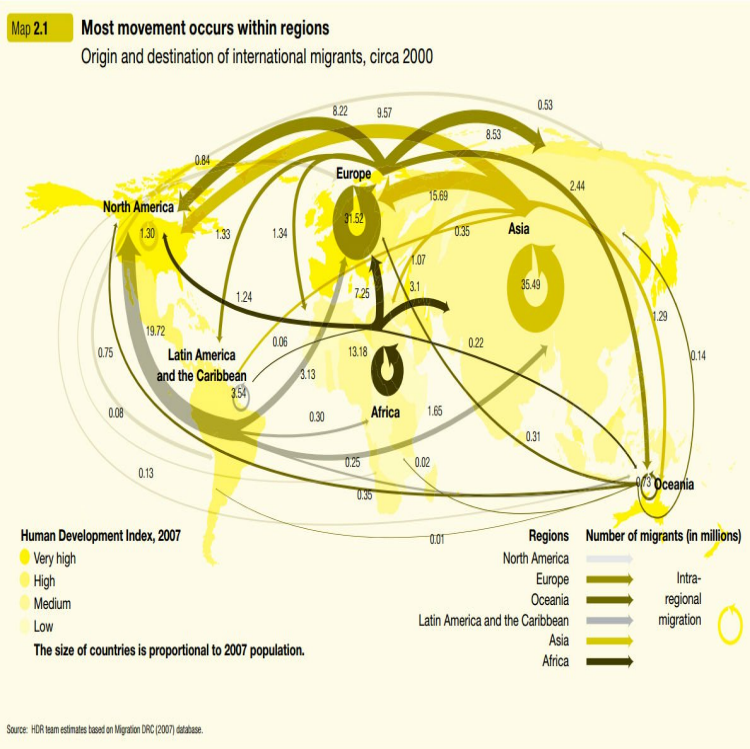 Map 2.1
Most movement occurs within regions
Origin and destination of international migrants, circa 2000
0.53
8.22
9.57
8.53
0.84
Europe
2.44
15.69
North America
31.52
1.30
1.33
1.34
0.35
Asia
1.07
35.49
7.25
3.1
1.24
1.29
19.72
0.06
0.22
0.14
0.75
Latin America
and the Caribbean
13.18
3.13
3.54
Africa
0.08
0.30
1.65
0.31
0.13
0.25
0.02
0.73
Oceania
0.35
0.01
Human Development Index, 2007
Very high
High
Medium
Low
The size of countries is proportional to 2007 population.
Regions
Number of migrants (in millions)
North America
Europe
Oceania
Latin America and the Caribbean
Asia
Africa
Intra-
regional
migration
Source: HDR team estimates based on Migration DRC (2007) database.